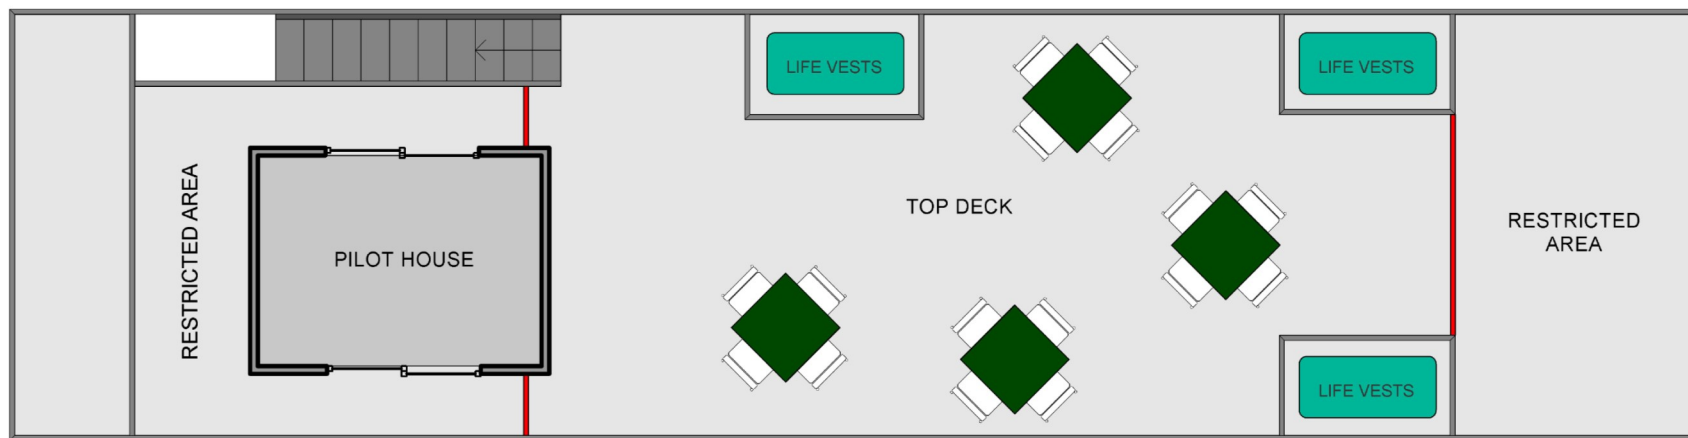 LIFE VESTS
LIFE VESTS
RESTRICTED AREA
TOP DECK
RESTRICTED
AREA
PILOT HOUSE
LIFE VESTS